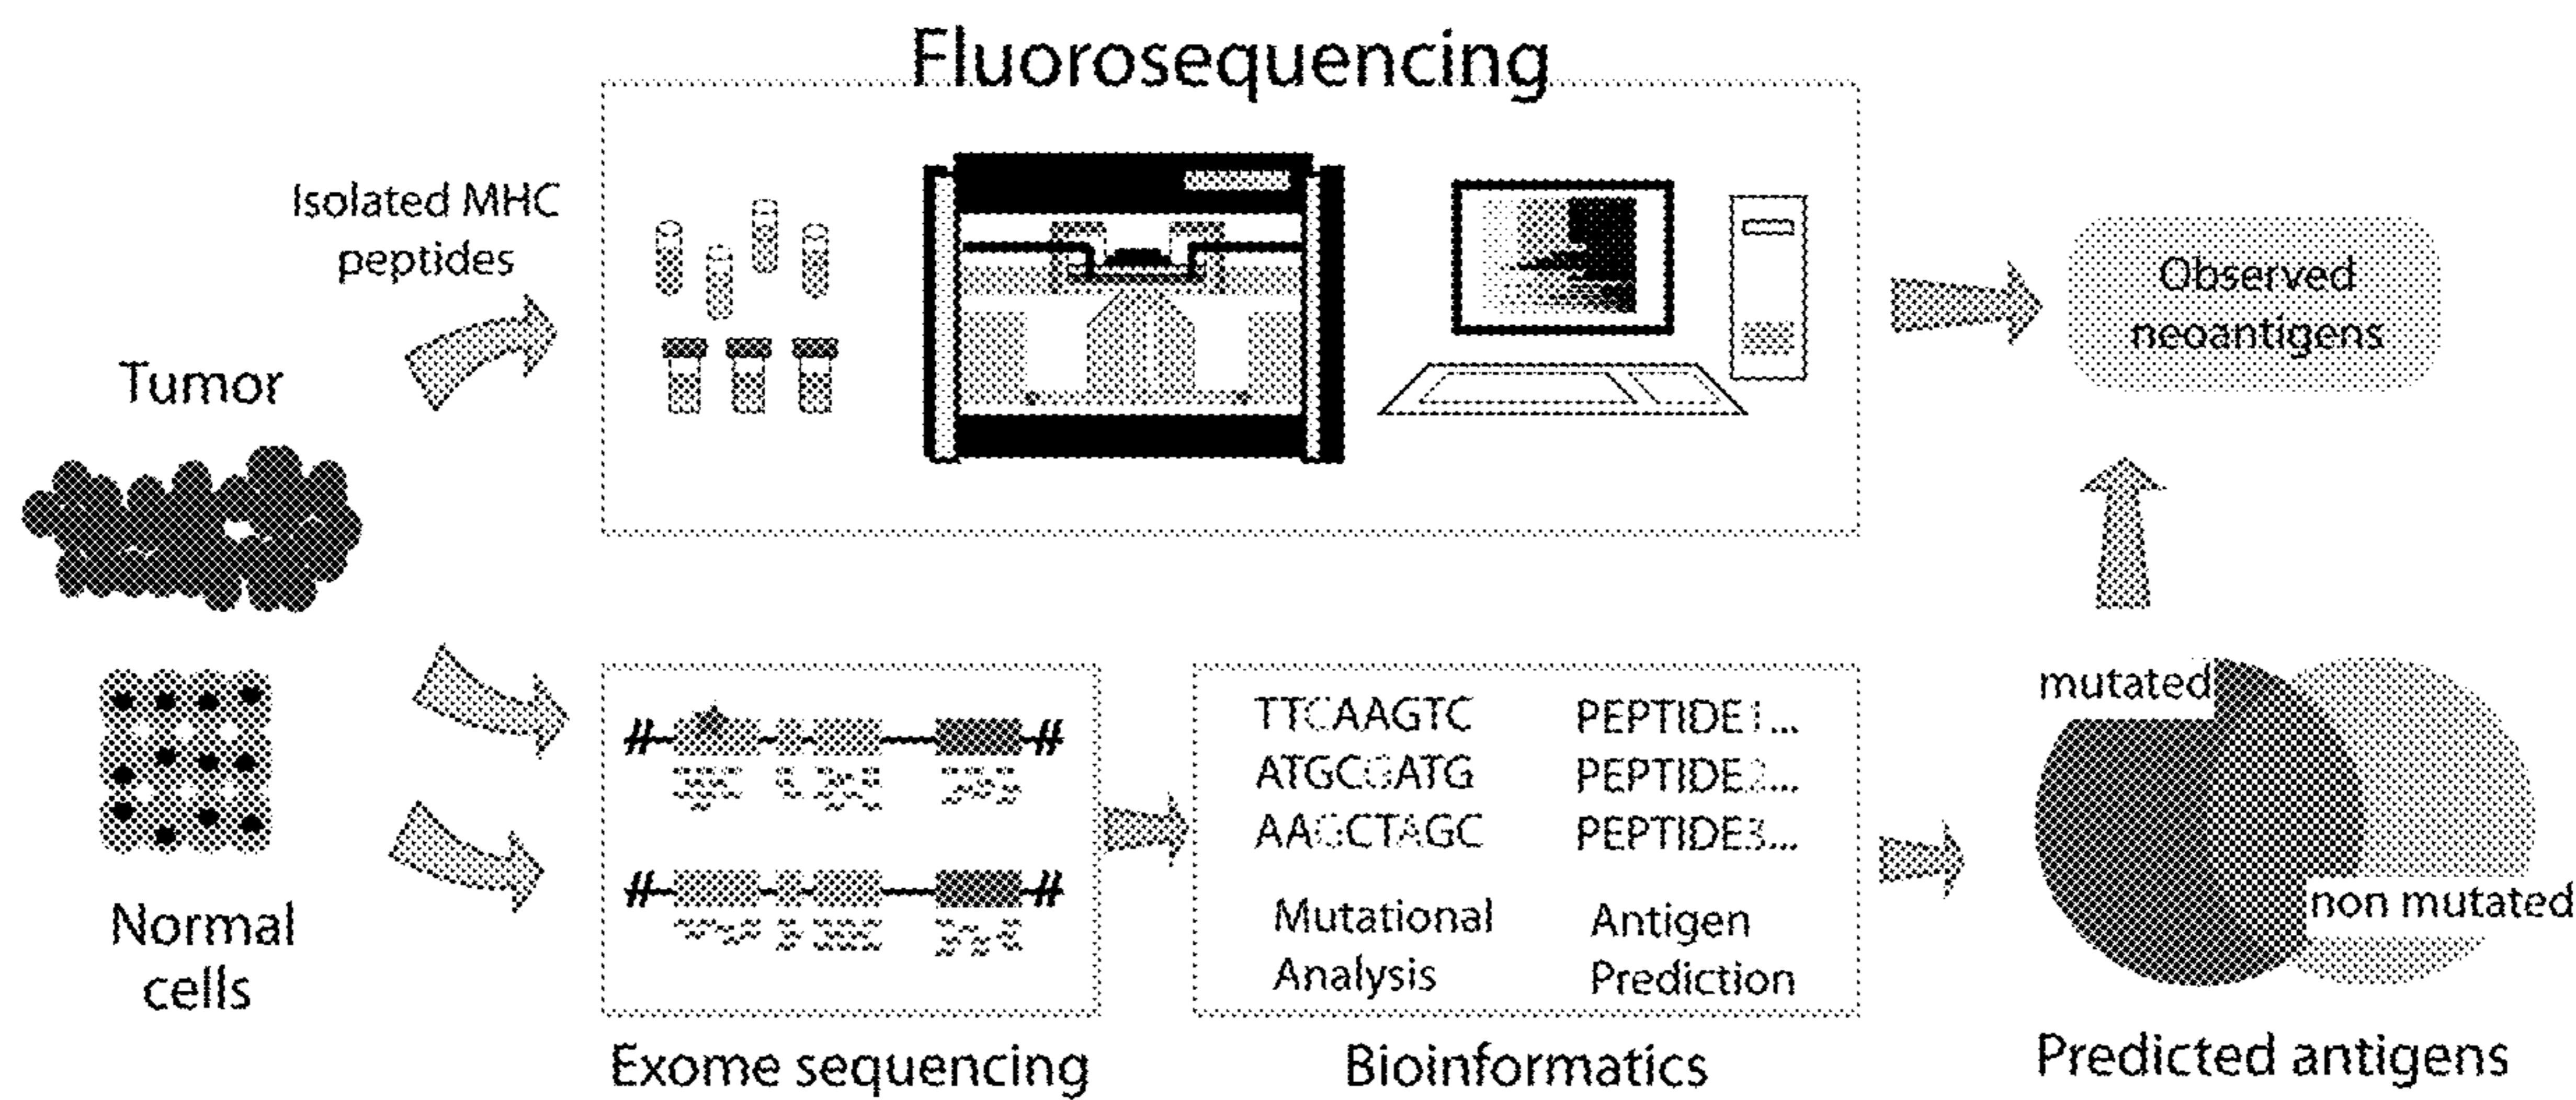 Fluorosequencing
Isolated MHC
peptides
Tumor
Observed
neoantigens
Normal
cells
TTCAAGTC
ATGCGATG
AAGCTAGC
PEPTIDE1...
PEPTIDE2...
PEPTIDE3...
Mutational
Analysis
Antigen
Prediction
mutated
non mutated
Exome sequencing
Bioinformatics
Predicted antigens